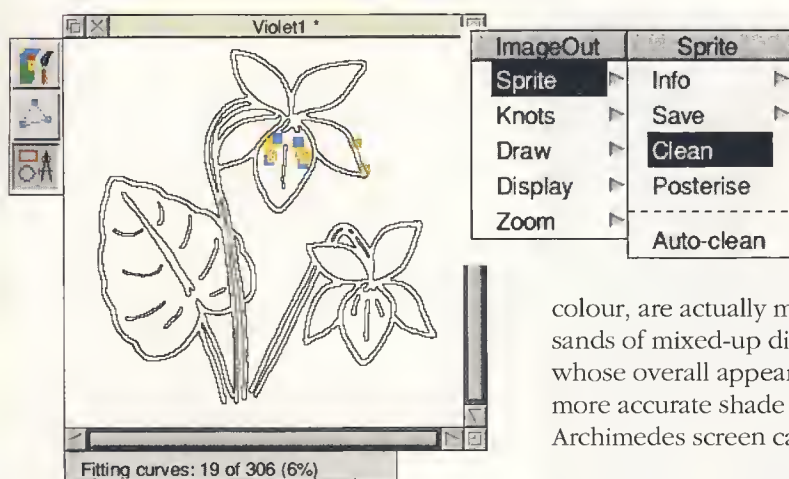 Violet1 *
ImageOut
Sprite
Knots
Draw
Display
Zoom
Sprite
Info
Save
Clean
Posterise
Auto-clean
Fitting curves: 19 of 306 (6%)
colour, are actually m
sands of mixed-up di
whose overall appear
more accurate shade
Archimedes screen ca